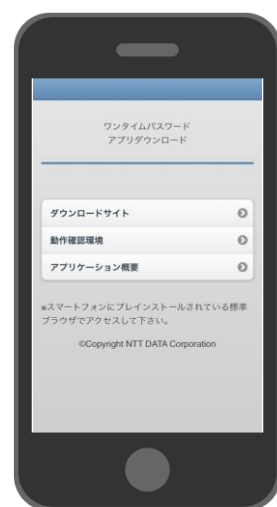 ワンタイムパスワード
アプリダウンロード
ダウンロードサイト
動作確認環境
アプリケーション概要
※スマートフォンにプレインストールされている標準
ブラウザでアクセスして下さい。
©Copyright NTT DATA Corporation